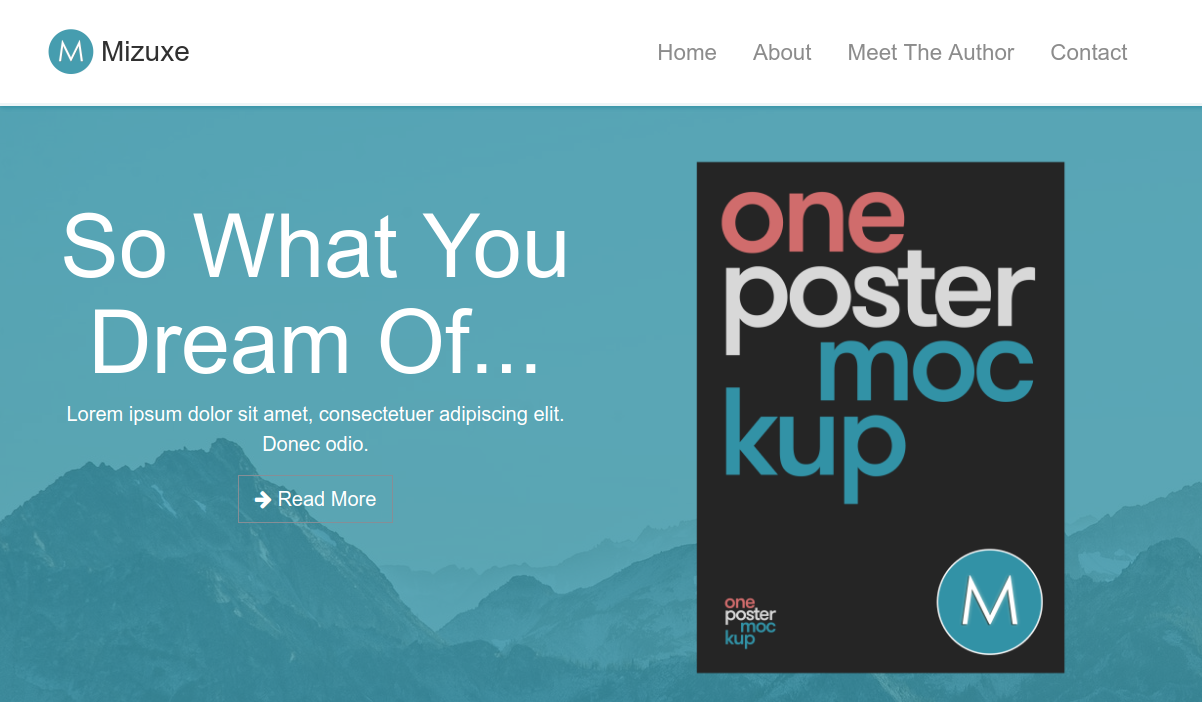 M Mizuxe
Home About Meet The Author Contact
So What You
Dream Of...
Lorem ipsum dolor sit amet, consectetuer adipiscing elit.
Donec odio.
Read More
one
poster
moc
kup
one
poster
moc
kup
M